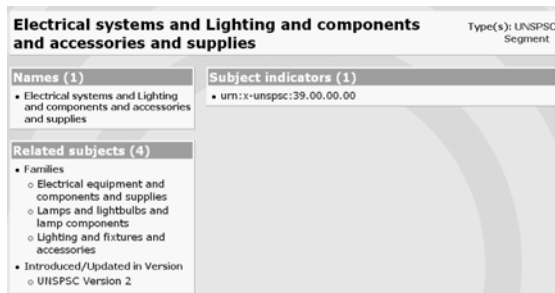 Electrical systems and Lighting and components
and accessories and supplies
Type(s): UNSPSC
Segment
Names (1)
• Electrical systems and Lighting
and components and accessories
and supplies
Subject indicators (1)
• urn:x-unspsc:39.00.00.00
Related subjects (4)
• Families
o Electrical equipment and
components and supplies
o Lamps and lightbulbs and
lamp components
o Lighting and fixtures and
accessories
• Introduced/Updated in Version
o UNSPSC Version 2